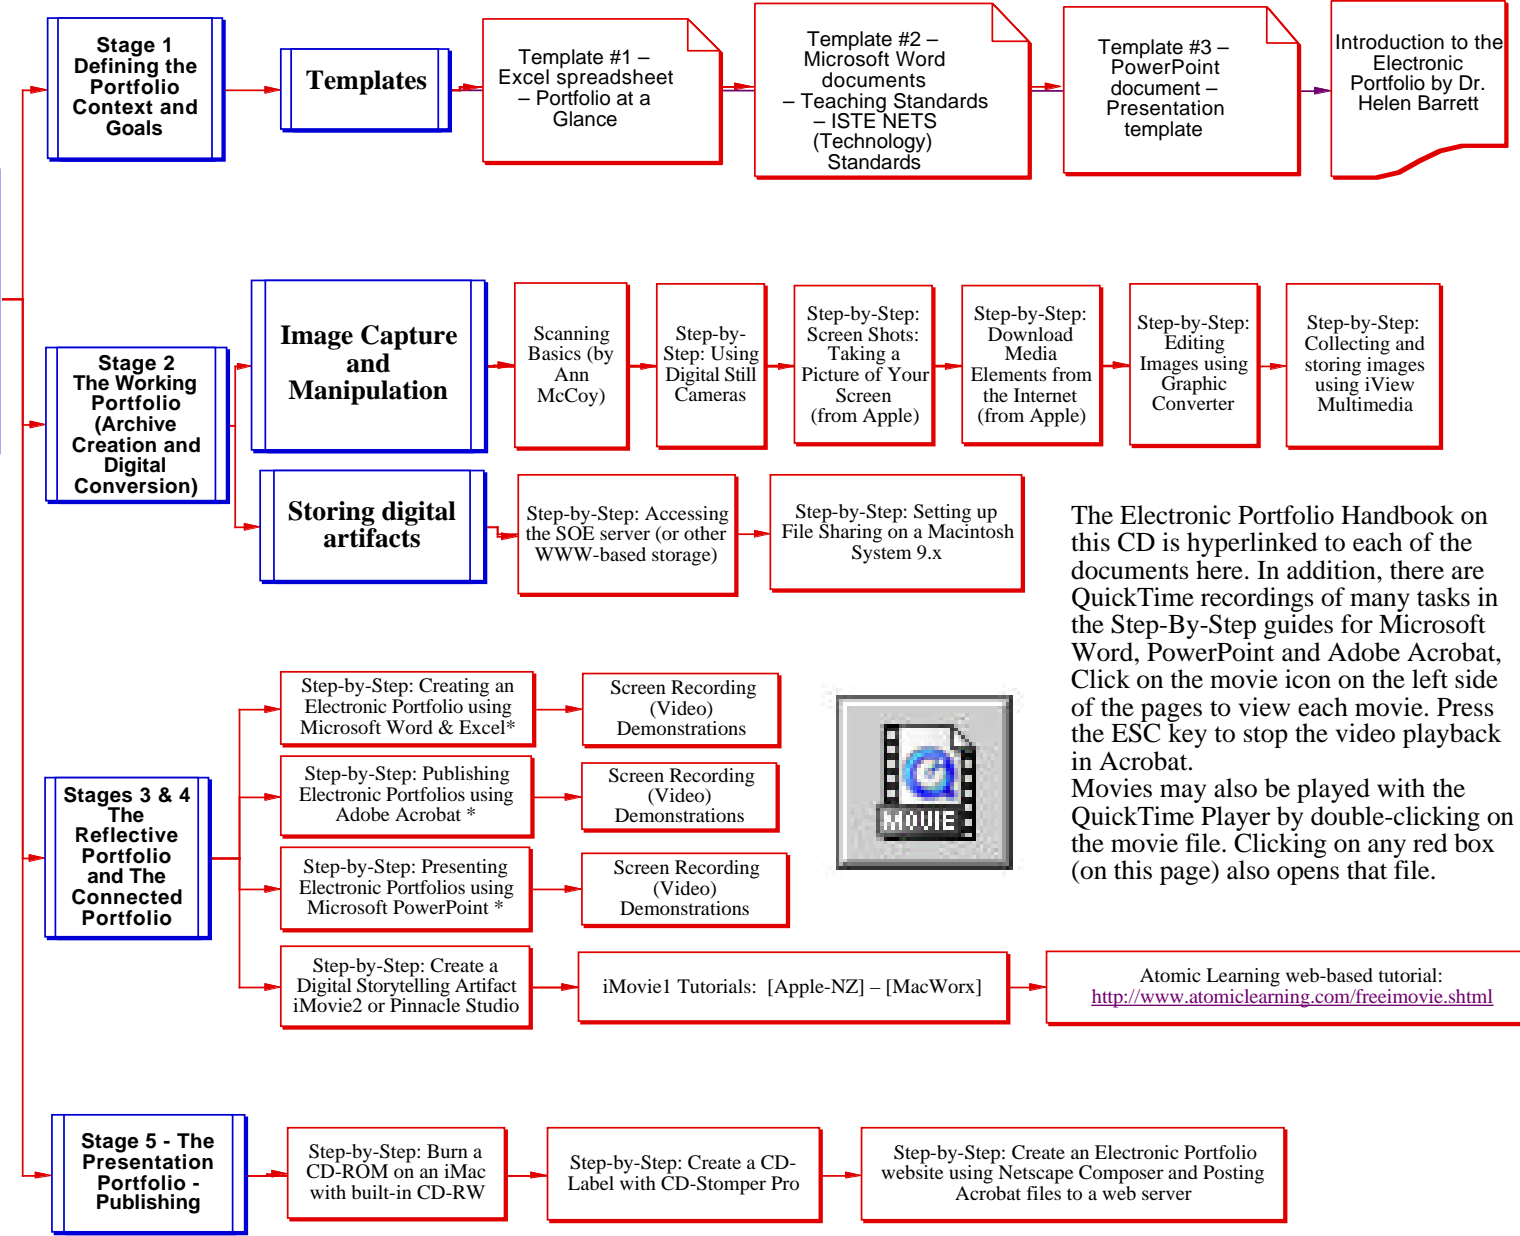 Stage 1
Defining the
Portfolio
Context and
Goals
Templates
Template #1 –
Excel spreadsheet
– Portfolio at a
Glance
Template #2 –
Microsoft Word
documents
– Teaching Standards
– ISTE NETS
(Technology)
Standards
Template #3 –
PowerPoint
document –
Presentation
template
Introduction to the
Electronic
Portfolio by Dr.
Helen Barrett
Stage 2
The Working
Portfolio
(Archive
Creation and
Digital
Conversion)
Image Capture
and
Manipulation
Scanning
Basics (by
Ann
McCoy)
Step-by-
Step: Using
Digital Still
Cameras
Step-by-Step:
Screen Shots:
Taking a
Picture of Your
Screen
(from Apple)
Step-by-Step:
Download
Media
Elements from
the Internet
(from Apple)
Step-by-Step:
Editing
Images using
Graphic
Converter
Step-by-Step:
Collecting and
storing images
using iView
Multimedia
Storing digital
artifacts
Step-by-Step: Accessing
the SOE server (or other
WWW-based storage)
Step-by-Step: Setting up
File Sharing on a Macintosh
System 9.x
The Electronic Portfolio Handbook on
this CD is hyperlinked to each of the
documents here. In addition, there are
QuickTime recordings of many tasks in
the Step-By-Step guides for Microsoft
Word, PowerPoint and Adobe Acrobat,
Click on the movie icon on the left side
of the pages to view each movie. Press
the ESC key to stop the video playback
in Acrobat.
Movies may also be played with the
QuickTime Player by double-clicking on
the movie file. Clicking on any red box
(on this page) also opens that file.
Stages 3 & 4
The
Reflective
Portfolio
and The
Connected
Portfolio
Step-by-Step: Creating an
Electronic Portfolio using
Microsoft Word & Excel*
Screen Recording
(Video)
Demonstrations
Step-by-Step: Publishing
Electronic Portfolios using
Adobe Acrobat *
Screen Recording
(Video)
Demonstrations
Step-by-Step: Presenting
Electronic Portfolios using
Microsoft PowerPoint *
Screen Recording
(Video)
Demonstrations
MOVIE
Step-by-Step: Create a
Digital Storytelling Artifact
iMovie2 or Pinnacle Studio
iMovie1 Tutorials: [Apple-NZ] – [MacWorx]
Atomic Learning web-based tutorial:
http://www.atomiclearning.com/freeimovie.shtml
Stage 5 - The
Presentation
Portfolio -
Publishing
Step-by-Step: Burn a
CD-ROM on an iMac
with built-in CD-RW
Step-by-Step: Create a CD-
Label with CD-Stomper Pro
Step-by-Step: Create an Electronic Portfolio
website using Netscape Composer and Posting
Acrobat files to a web server